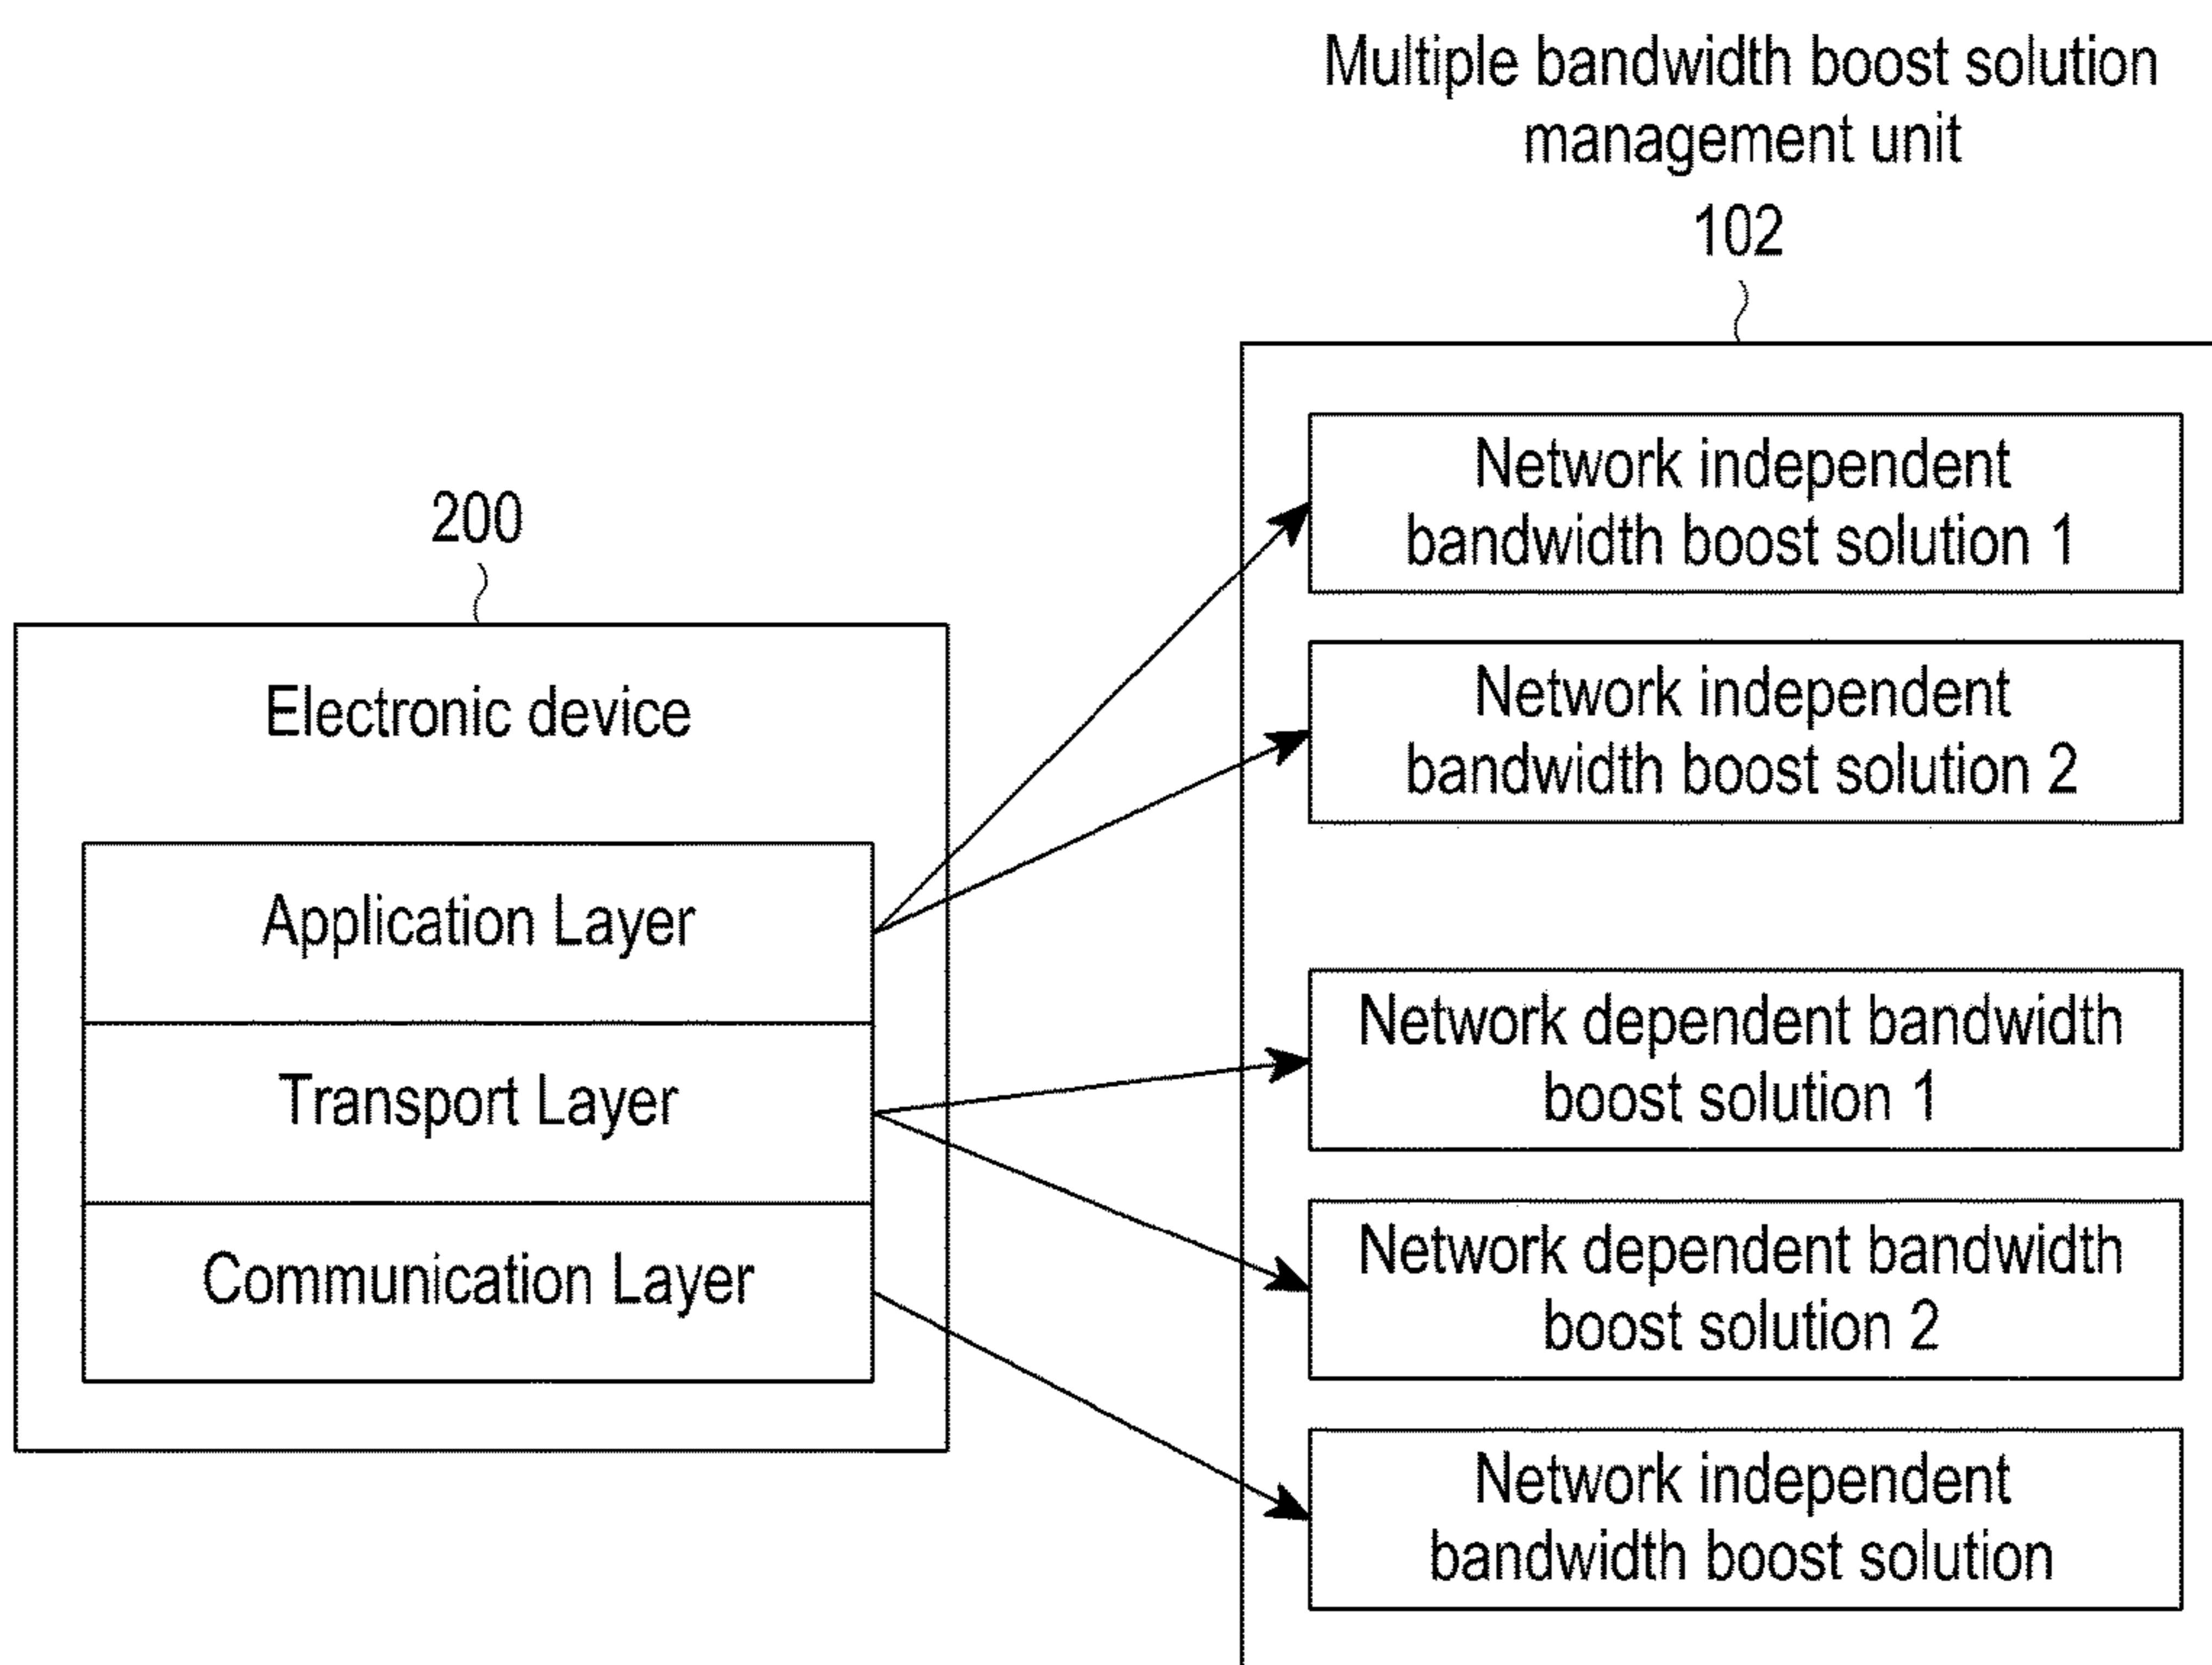 Multiple bandwidth boost solution
management unit
102
200
Electronic device
Application Layer
Transport Layer
Communication Layer
Network independent
bandwidth boost solution 1
Network independent
bandwidth boost solution 2
Network dependent bandwidth
boost solution 1
Network dependent bandwidth
boost solution 2
Network independent
bandwidth boost solution